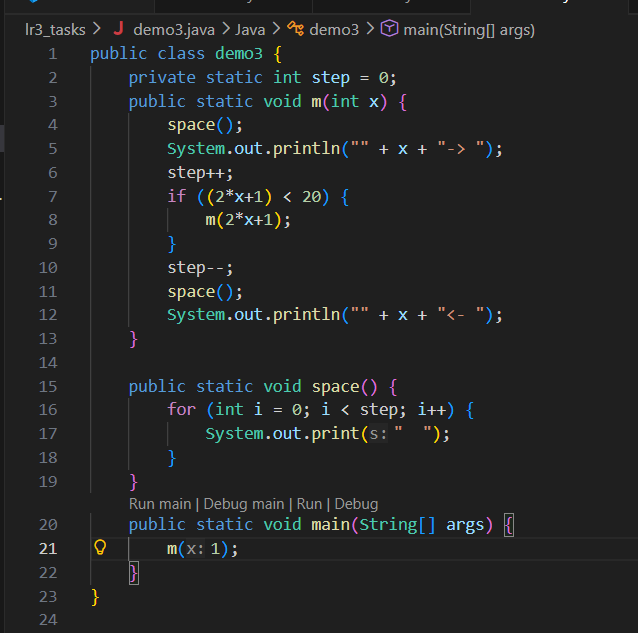 lr3_tasks > J demo3.java > Java > demo3 > main(String[] args)
1 public class demo3 {
2     private static int step = 0;
3     public static void m(int x) {
4         space();
5         System.out.println("" + x + "-> ");
6         step++;
7         if ((2*x+1) < 20) {
8             m(2*x+1);
9         }
10         step--;
11         space();
12         System.out.println("" + x + "<- ");
13     }
14
15     public static void space() {
16         for (int i = 0; i < step; i++) {
17             System.out.print(s: "  ");
18         }
19     }
Run main | Debug main | Run | Debug
20     public static void main(String[] args) {
21         m(x: 1);
22     }
23 }
24